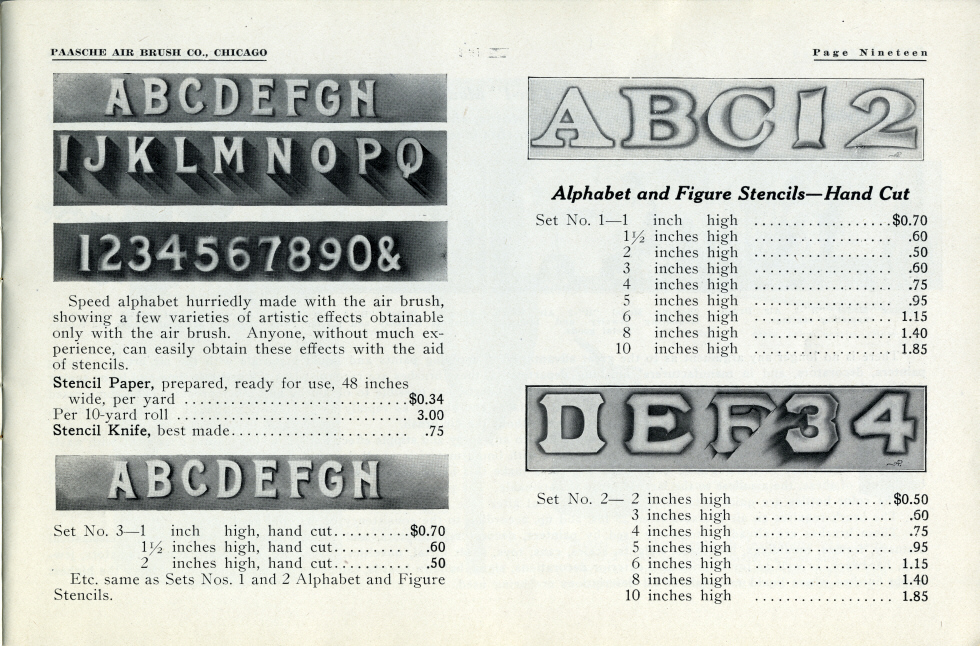 PAASCHE AIR BRUSH CO., CHICAGO
Page Nineteen
ABCDEFGH
IJKLMNOPQ
1234567890&
Speed alphabet hurriedly made with the air brush,
showing a few varieties of artistic effects obtainable
only with the air brush. Anyone, without much ex-
perience, can easily obtain these effects with the aid
of stencils.
Stencil Paper, prepared, ready for use, 48 inches
wide, per yard ............................$0.34
Per 10-yard roll ............................. 3.00
Stencil Knife, best made....................... .75
ABCDEFGH
Set No. 3—1 inch high, hand cut..........$0.70
1½ inches high, hand cut.......... .60
2 inches high, hand cut.......... .50
Etc. same as Sets Nos. 1 and 2 Alphabet and Figure
Stencils.
ABC12
Alphabet and Figure Stencils—Hand Cut
Set No. 1—1 inch high ..................$0.70
1½ inches high .................. .60
2 inches high .................. .50
3 inches high .................. .60
4 inches high .................. .75
5 inches high .................. .95
6 inches high .................. 1.15
8 inches high .................. 1.40
10 inches high .................. 1.85
DEF34
Set No. 2— 2 inches high ..................$0.50
3 inches high .................. .60
4 inches high .................. .75
5 inches high .................. .95
6 inches high .................. 1.15
8 inches high .................. 1.40
10 inches high .................. 1.85